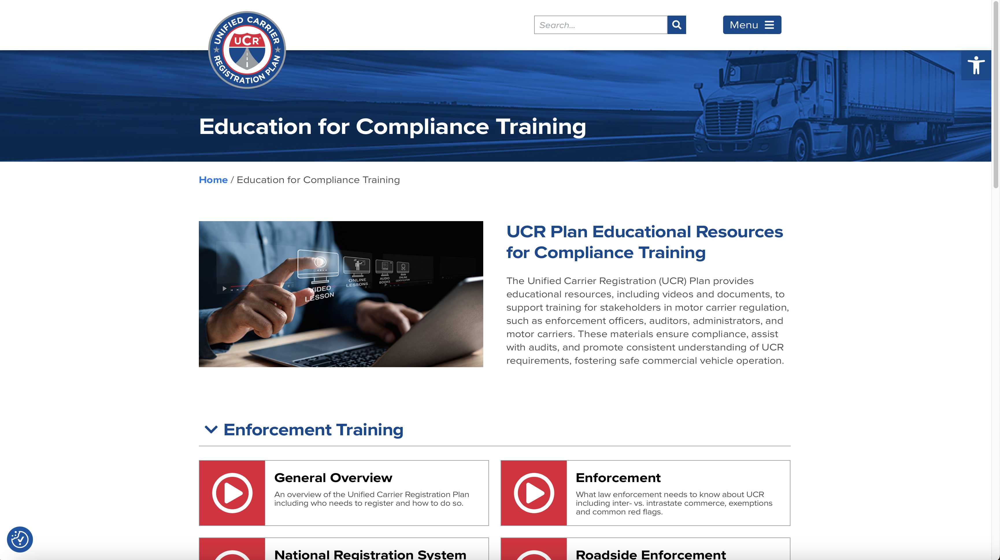 UNIFIED CARRIER
UCR®
REGISTRATION PLAN
Search...
Menu
Education for Compliance Training
Home / Education for Compliance Training
VIDEO
LESSON
ONLINE
LESSONS
AUDIO
BOOKS
ONLINE
CERTIFICATION
UCR Plan Educational Resources
for Compliance Training
The Unified Carrier Registration (UCR) Plan provides
educational resources, including videos and documents, to
support training for stakeholders in motor carrier regulation,
such as enforcement officers, auditors, administrators, and
motor carriers. These materials ensure compliance, assist
with audits, and promote consistent understanding of UCR
requirements, fostering safe commercial vehicle operation.
Enforcement Training
General Overview
An overview of the Unified Carrier Registration Plan
including who needs to register and how to do so.
Enforcement
What law enforcement needs to know about UCR
including inter- vs. intrastate commerce, exemptions
and common red flags.
National Registration System
Roadside Enforcement